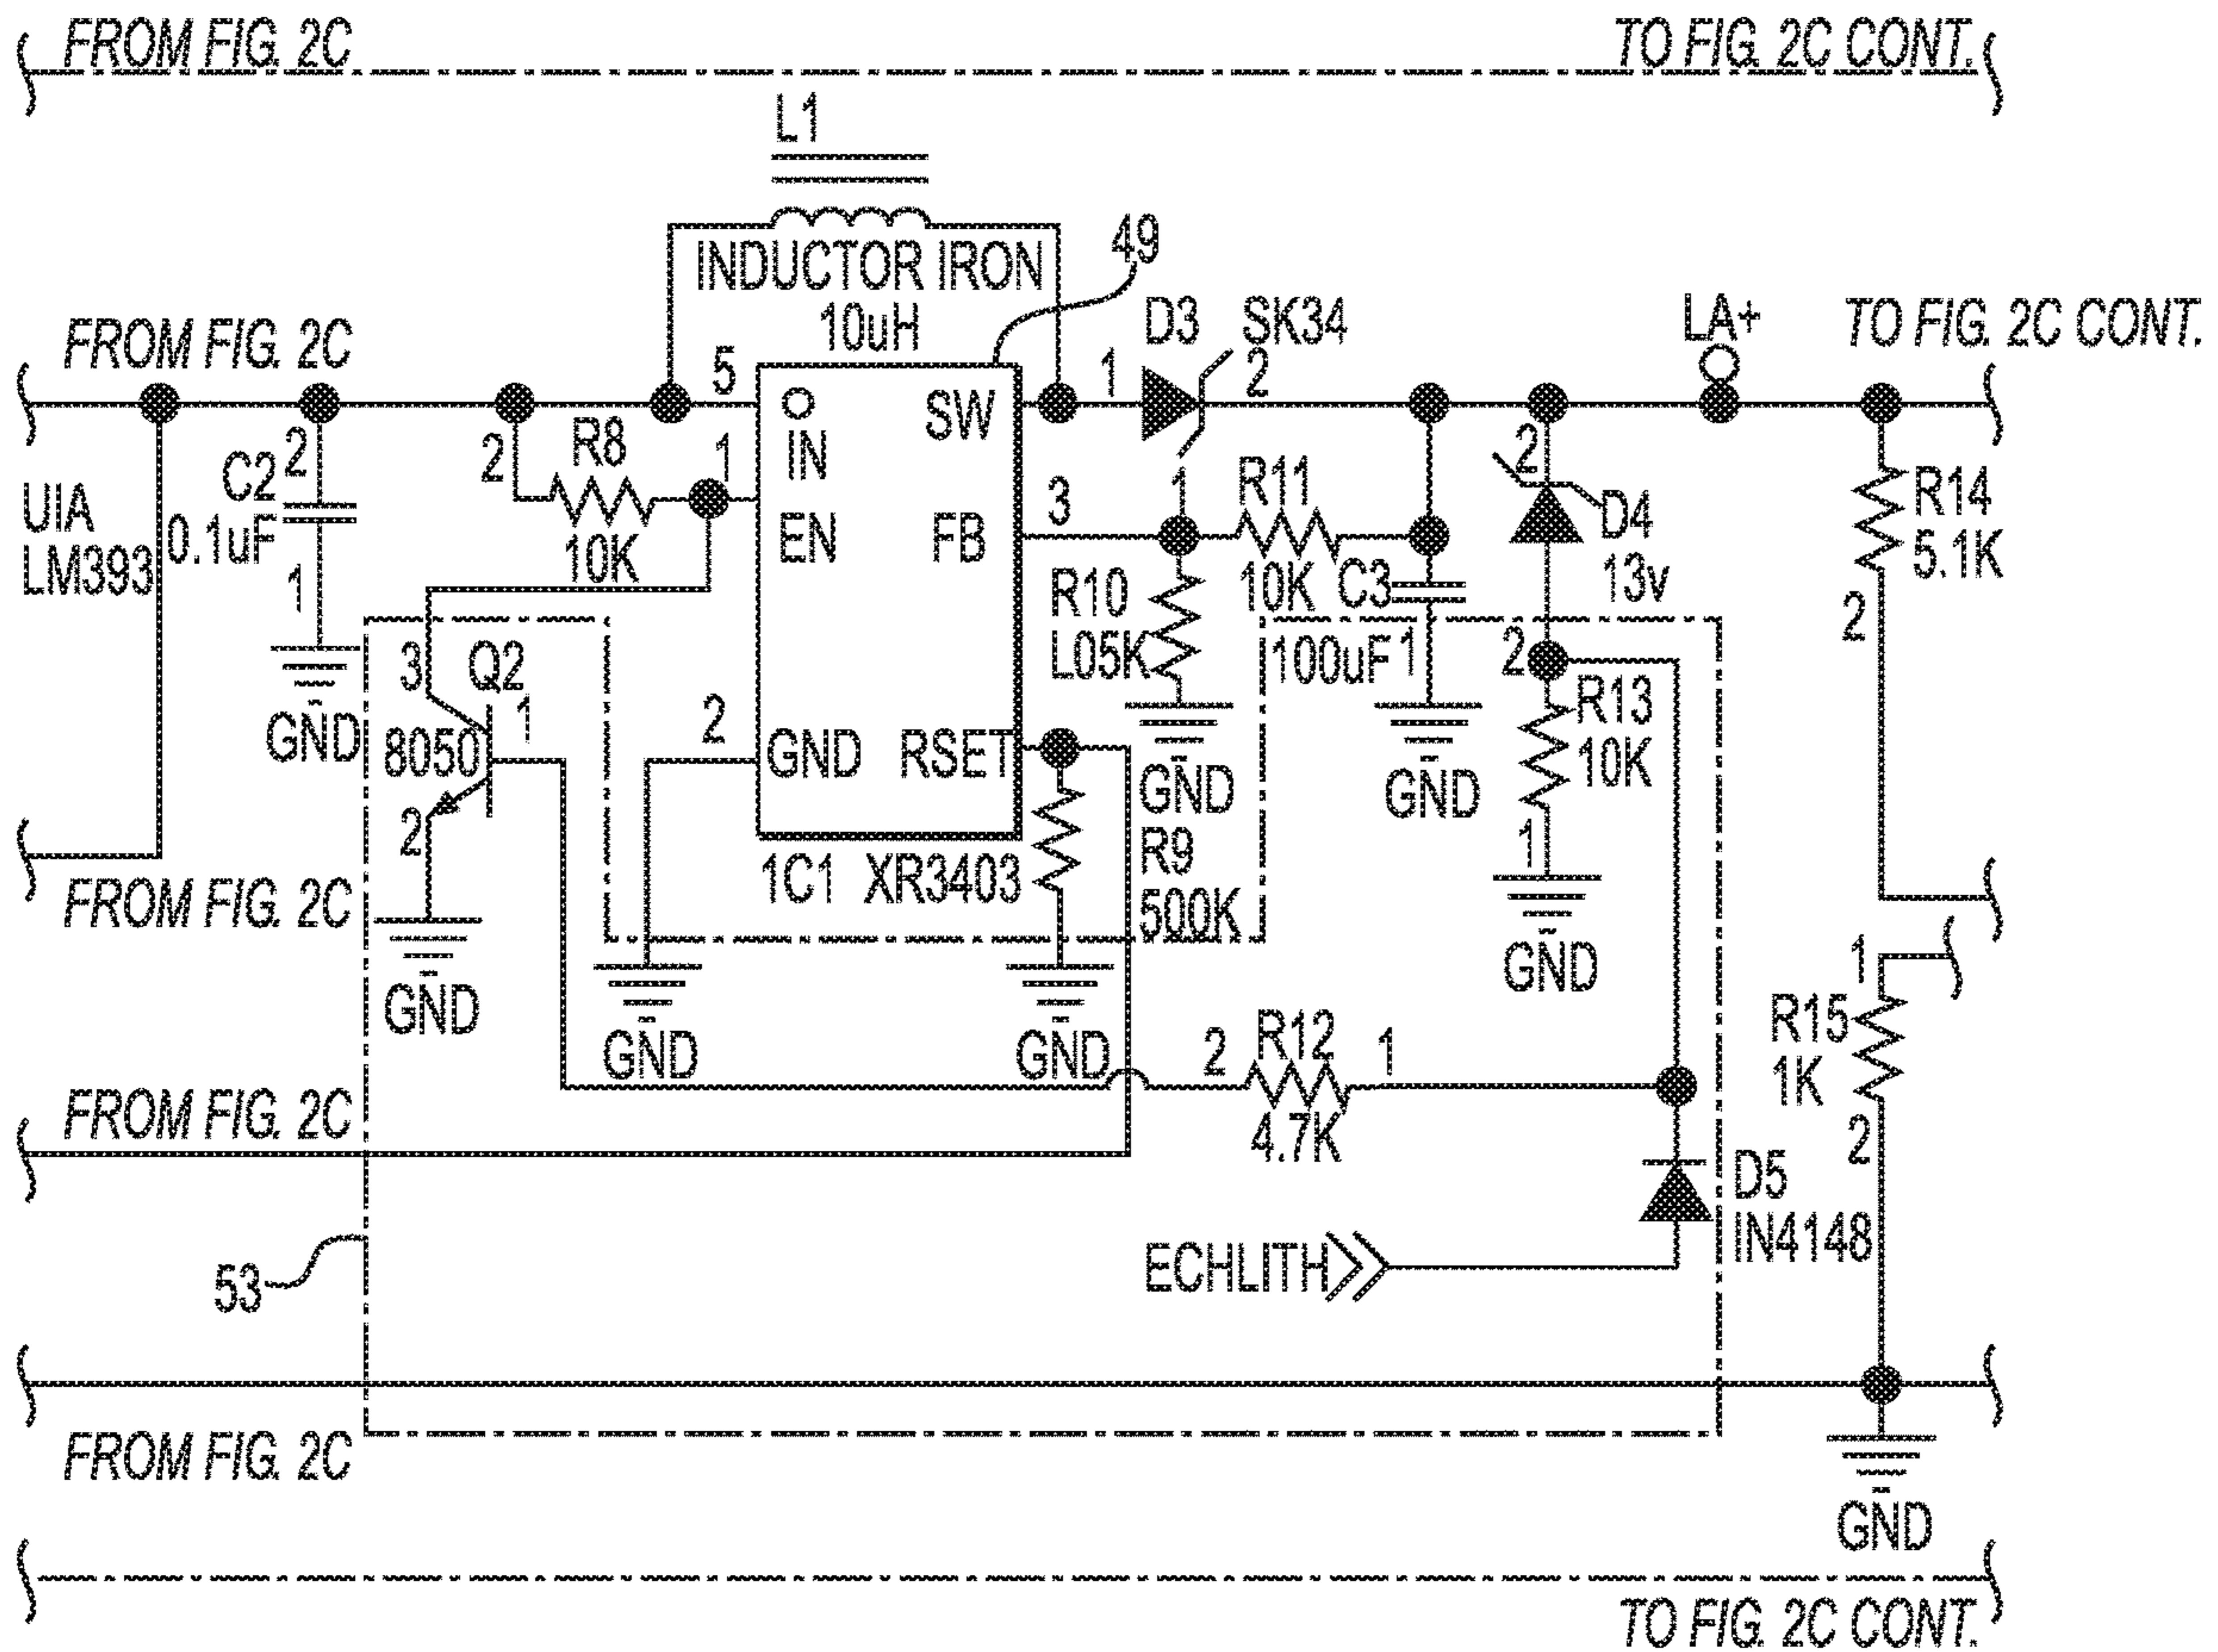 FROM FIG. 2C
TO FIG. 2C CONT.
L1
INDUCTOR IRON
10uH
49
D3
SK34
LA+
TO FIG. 2C CONT.
FROM FIG. 2C
5
1
2
IN
SW
2
C2
0.1uF
1
GND
UIA
LM393
2
R8
10K
1
EN
FB
3
1
R11
10K
R10
L05K
GND
C3
100uF
1
GND
2
D4
13v
R14
5.1K
2
2
R13
10K
1
GND
3
Q2
1
8050
2
GND
2
GND
RSET
1C1 XR3403
R9
500K
FROM FIG. 2C
GND
GND
2
R12
1
4.7K
1
R15
1K
2
FROM FIG. 2C
D5
IN4148
ECHLITH
53
FROM FIG. 2C
GND
TO FIG. 2C CONT.